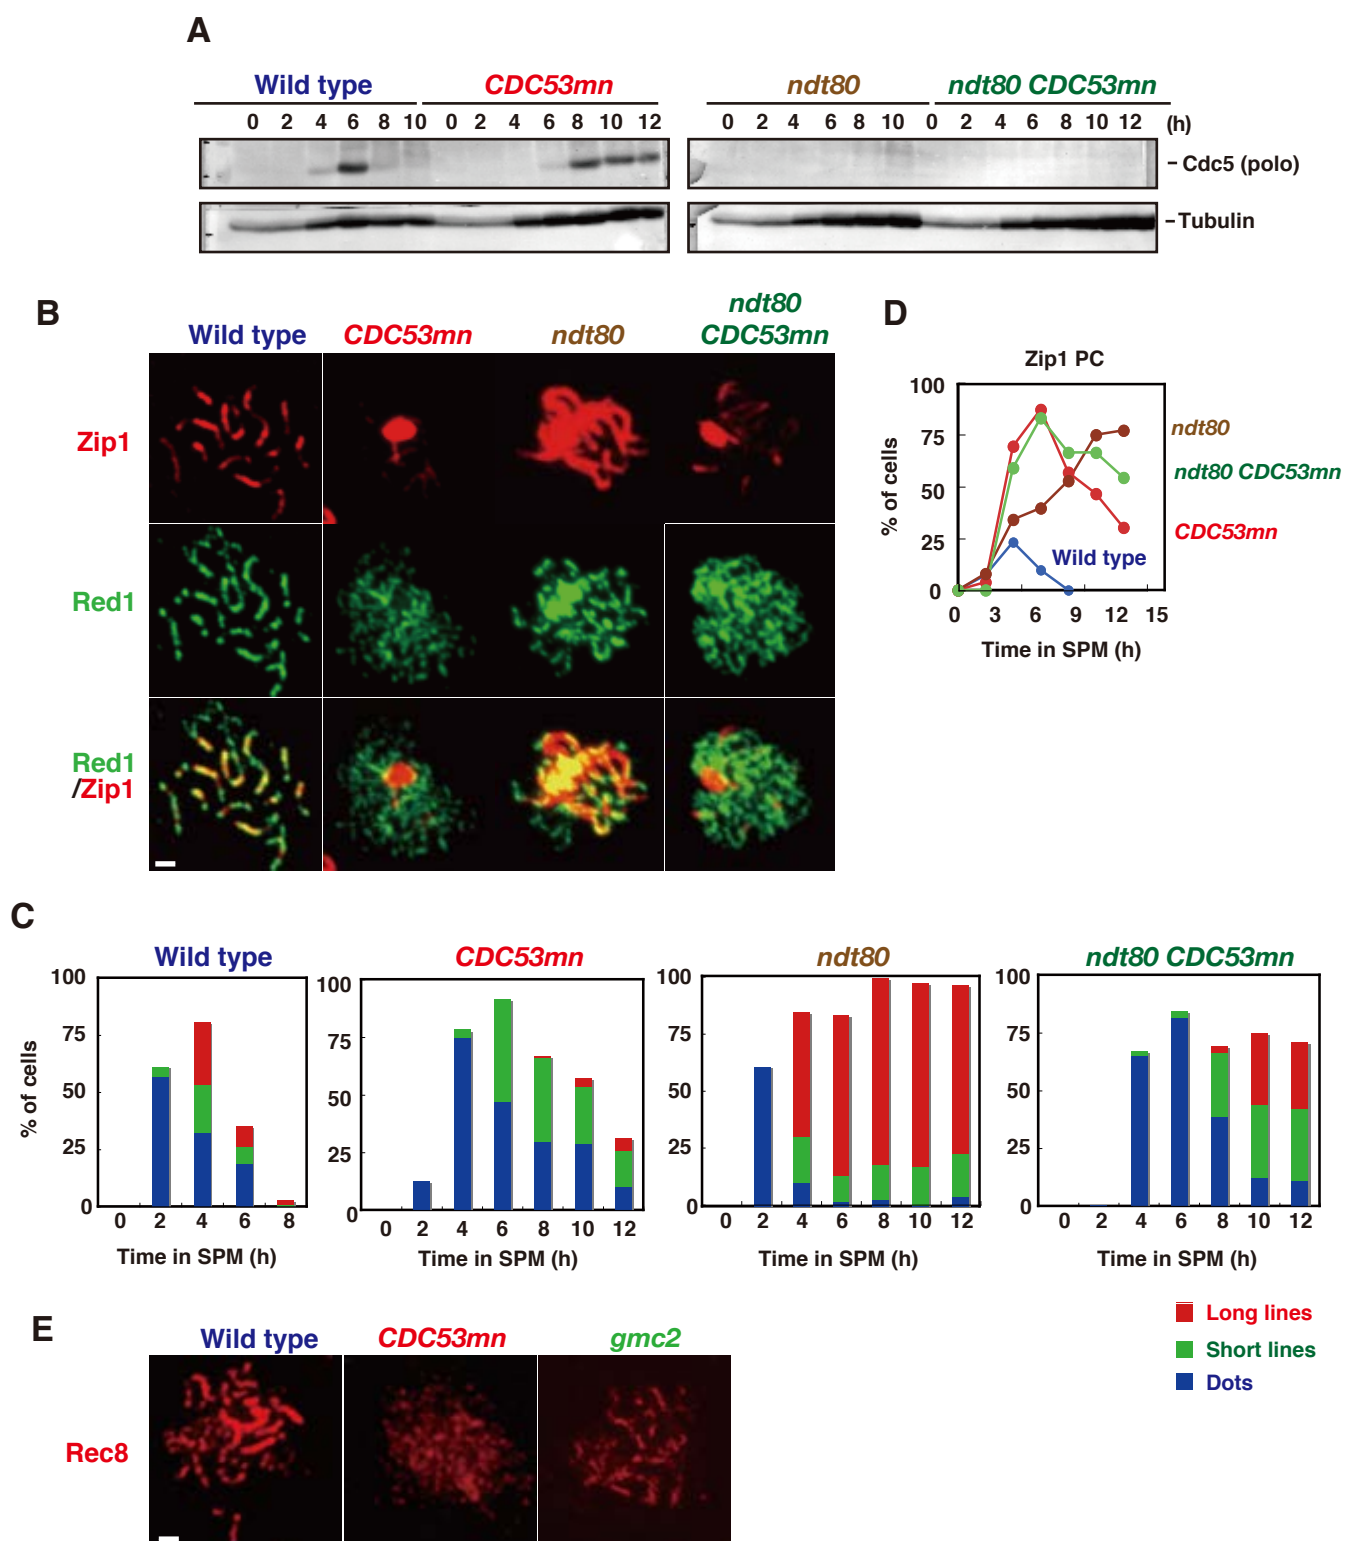 A
Wild type CDC53mn ndt80 ndt80 CDC53mn
0 2 4 6 8 10 0 2 4 6 8 10 12 0 2 4 6 8 10 0 2 4 6 8 10 12 (h)
Cdc5 (polo)
Tubulin
B
Wild type CDC53mn ndt80 ndt80
CDC53mn
Zip1
Red1
Red1
/Zip1
D
Zip1 PC
100
75
50
25
0
% of cells
0 3 6 9 12 15
Time in SPM (h)
ndt80
ndt80 CDC53mn
CDC53mn
Wild type
C
Wild type
100
75
50
25
0
% of cells
0 2 4 6 8
Time in SPM (h)
CDC53mn
100
75
50
25
0
0 2 4 6 8 10 12
Time in SPM (h)
ndt80
100
75
50
25
0
0 2 4 6 8 10 12
Time in SPM (h)
ndt80 CDC53mn
100
75
50
25
0
0 2 4 6 8 10 12
Time in SPM (h)
Long lines
Short lines
Dots
E
Wild type CDC53mn gmc2
Rec8